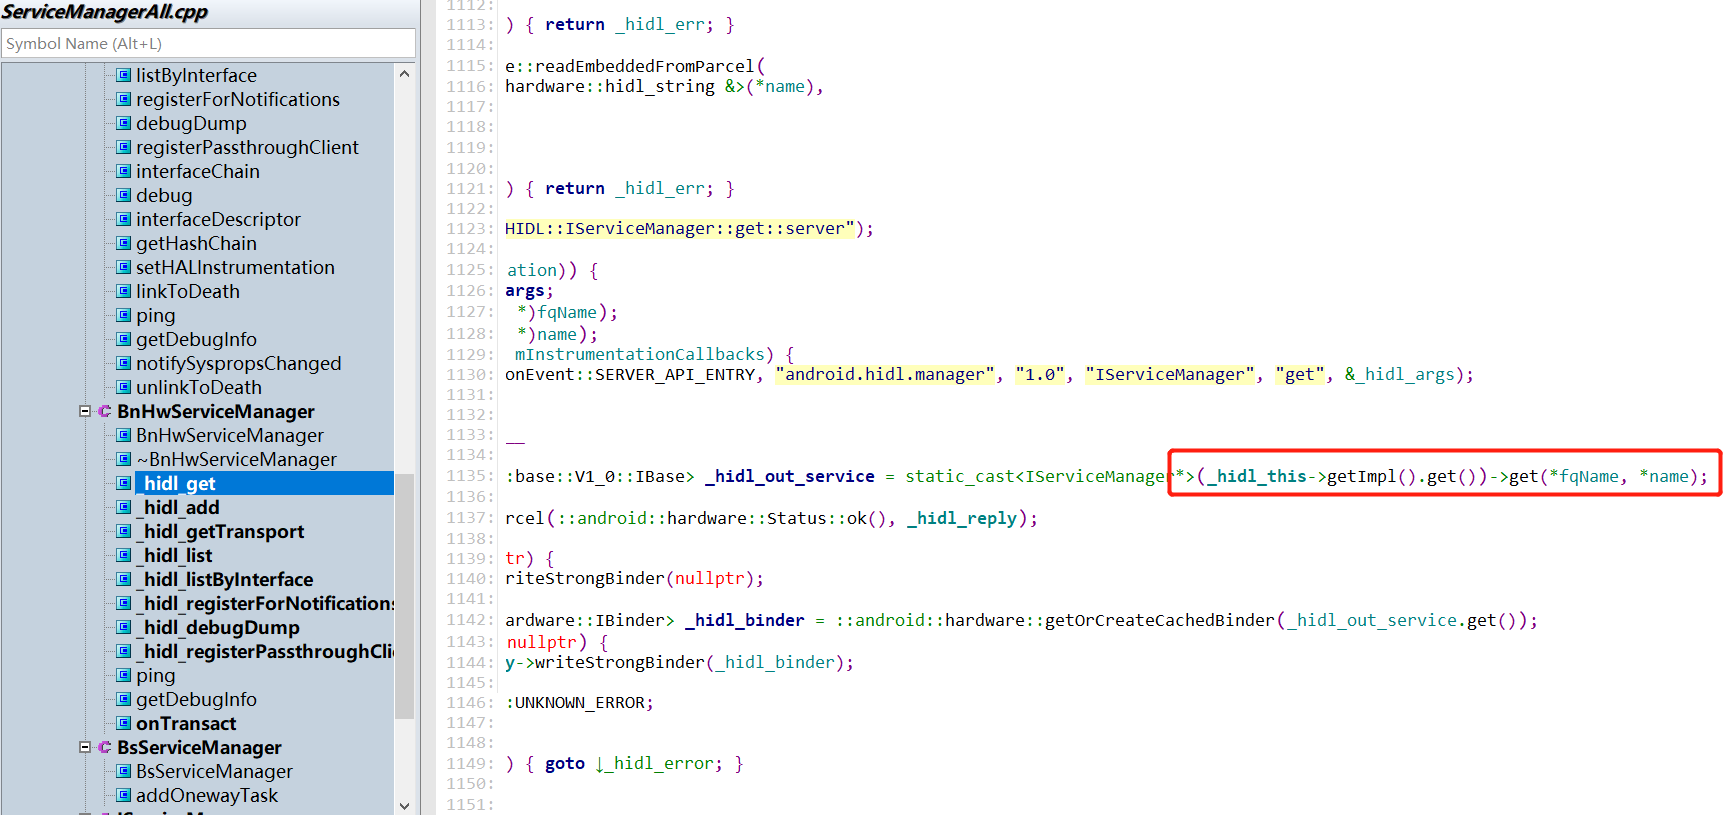 ServiceManagerAll.cpp
Symbol Name (Alt+L)
listByInterface
registerForNotifications
debugDump
registerPassthroughClient
interfaceChain
debug
interfaceDescriptor
getHashChain
setHALInstrumentation
linkToDeath
ping
getDebugInfo
notifySyspropsChanged
unlinkToDeath
BnHwServiceManager
BnHwServiceManager
~BnHwServiceManager
_hidl_get
_hidl_add
_hidl_getTransport
_hidl_list
_hidl_listByInterface
_hidl_registerForNotifications
_hidl_debugDump
_hidl_registerPassthroughCli
ping
getDebugInfo
onTransact
BsServiceManager
BsServiceManager
addOnewayTask
1112:
1113: ) { return _hidl_err; }
1114:
1115: e::readEmbeddedFromParcel(
1116: hardware::hidl_string &>(*name),
1117:
1118:
1119:
1120:
1121: ) { return _hidl_err; }
1122:
1123: HIDL::IServiceManager::get::server");
1124:
1125: ation)) {
1126: args;
1127: *)fqName);
1128: *)name);
1129: mInstrumentationCallbacks) {
1130: onEvent::SERVER_API_ENTRY, "android.hidl.manager", "1.0", "IServiceManager", "get", &_hidl_args);
1131:
1132:
1133: __
1134:
1135: :base::V1_0::IBase> _hidl_out_service = static_cast<IServiceManager*>(_hidl_this->getImpl().get())->get(*fqName, *name);
1136:
1137: rcel(::android::hardware::Status::ok(), _hidl_reply);
1138:
1139: tr) {
1140: riteStrongBinder(nullptr);
1141:
1142: ardware::IBinder> _hidl_binder = ::android::hardware::getOrCreateCachedBinder(_hidl_out_service.get());
1143: nullptr) {
1144: y->writeStrongBinder(_hidl_binder);
1145:
1146: :UNKNOWN_ERROR;
1147:
1148:
1149: ) { goto ↓_hidl_error; }
1150:
1151: